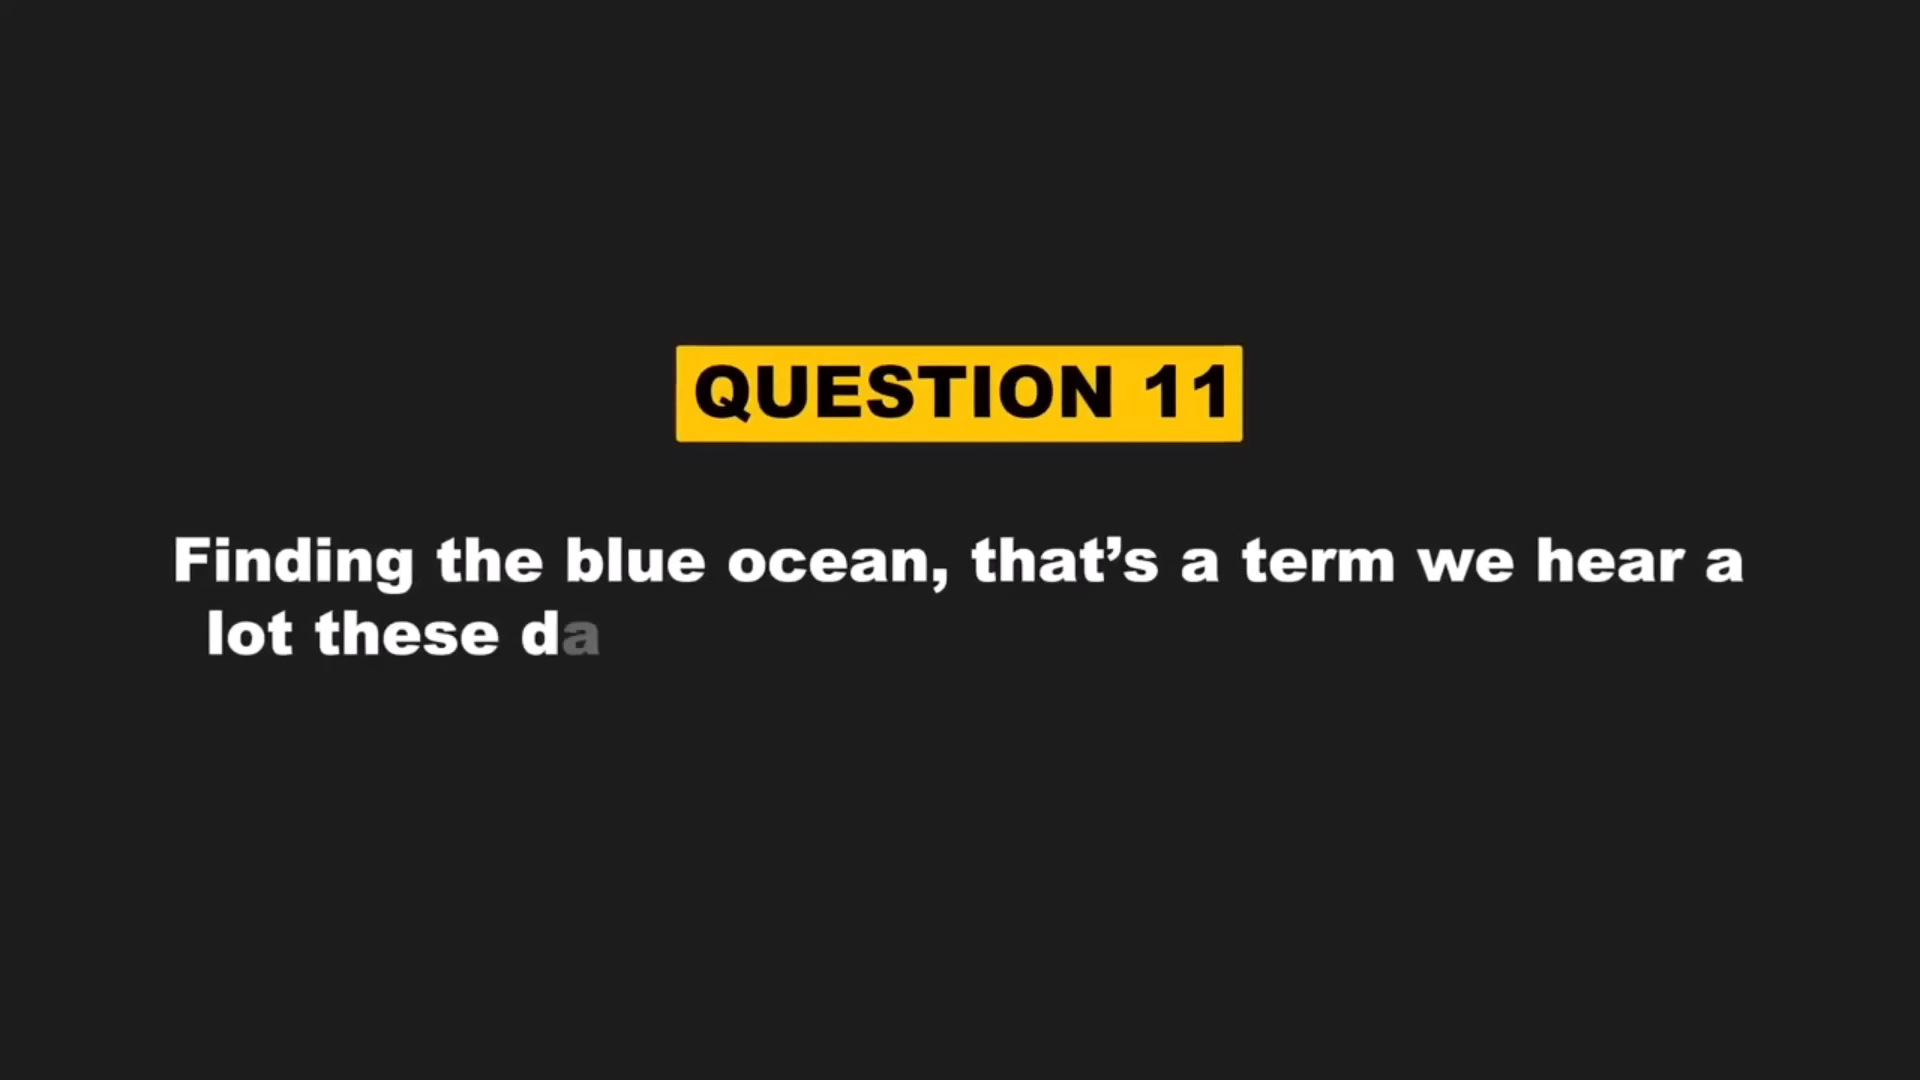 QUESTION 11
Finding the blue ocean, that’s a term we hear a
lot these da